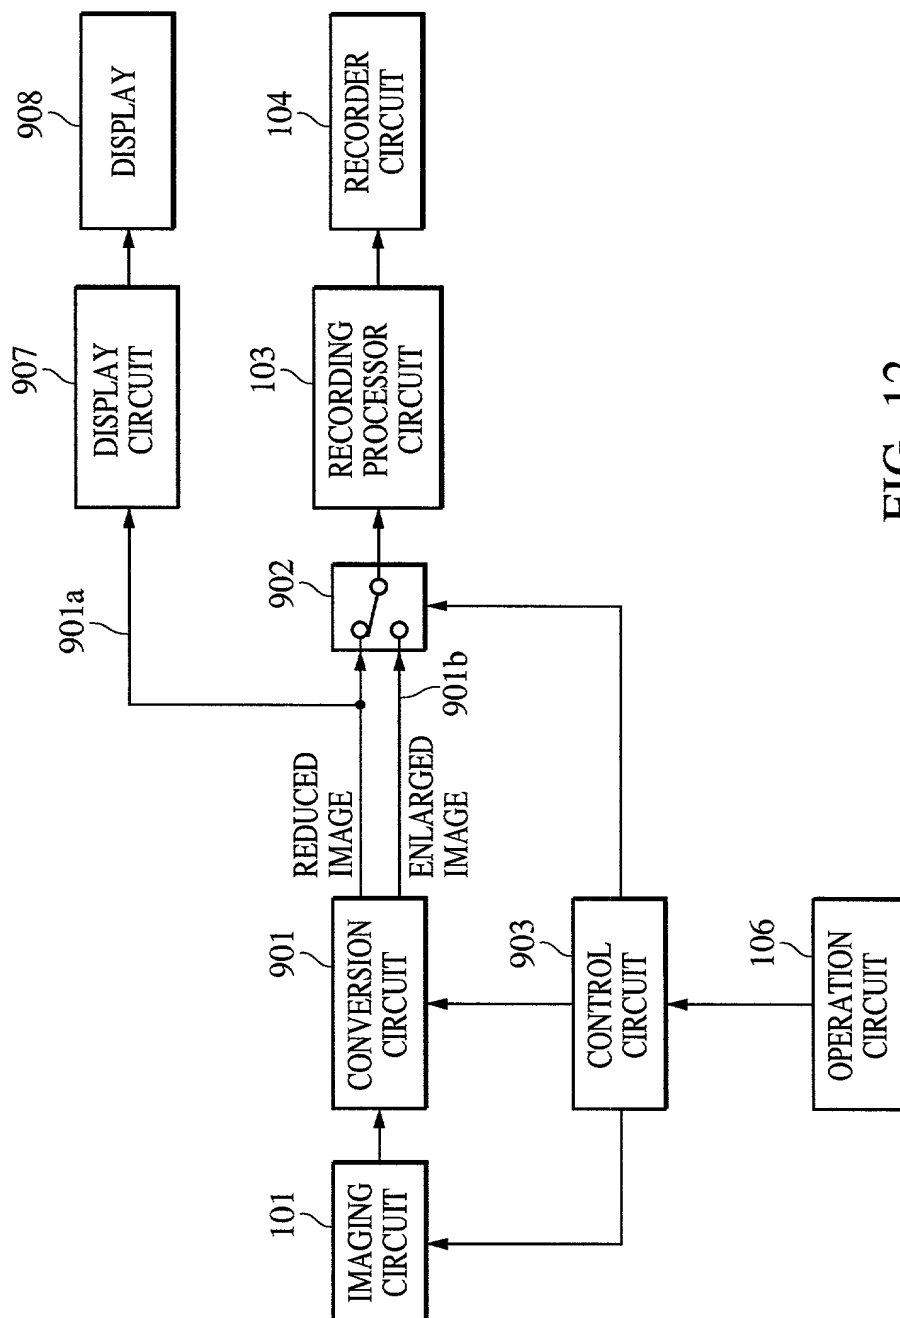 901a
907
DISPLAY
CIRCUIT
908
DISPLAY
101
IMAGING
CIRCUIT
901
CONVERSION
CIRCUIT
REDUCED
IMAGE
ENLARGED
IMAGE
901b
902
103
RECORDING
PROCESSOR
CIRCUIT
104
RECORDER
CIRCUIT
903
CONTROL
CIRCUIT
106
OPERATION
CIRCUIT
FIG. 12